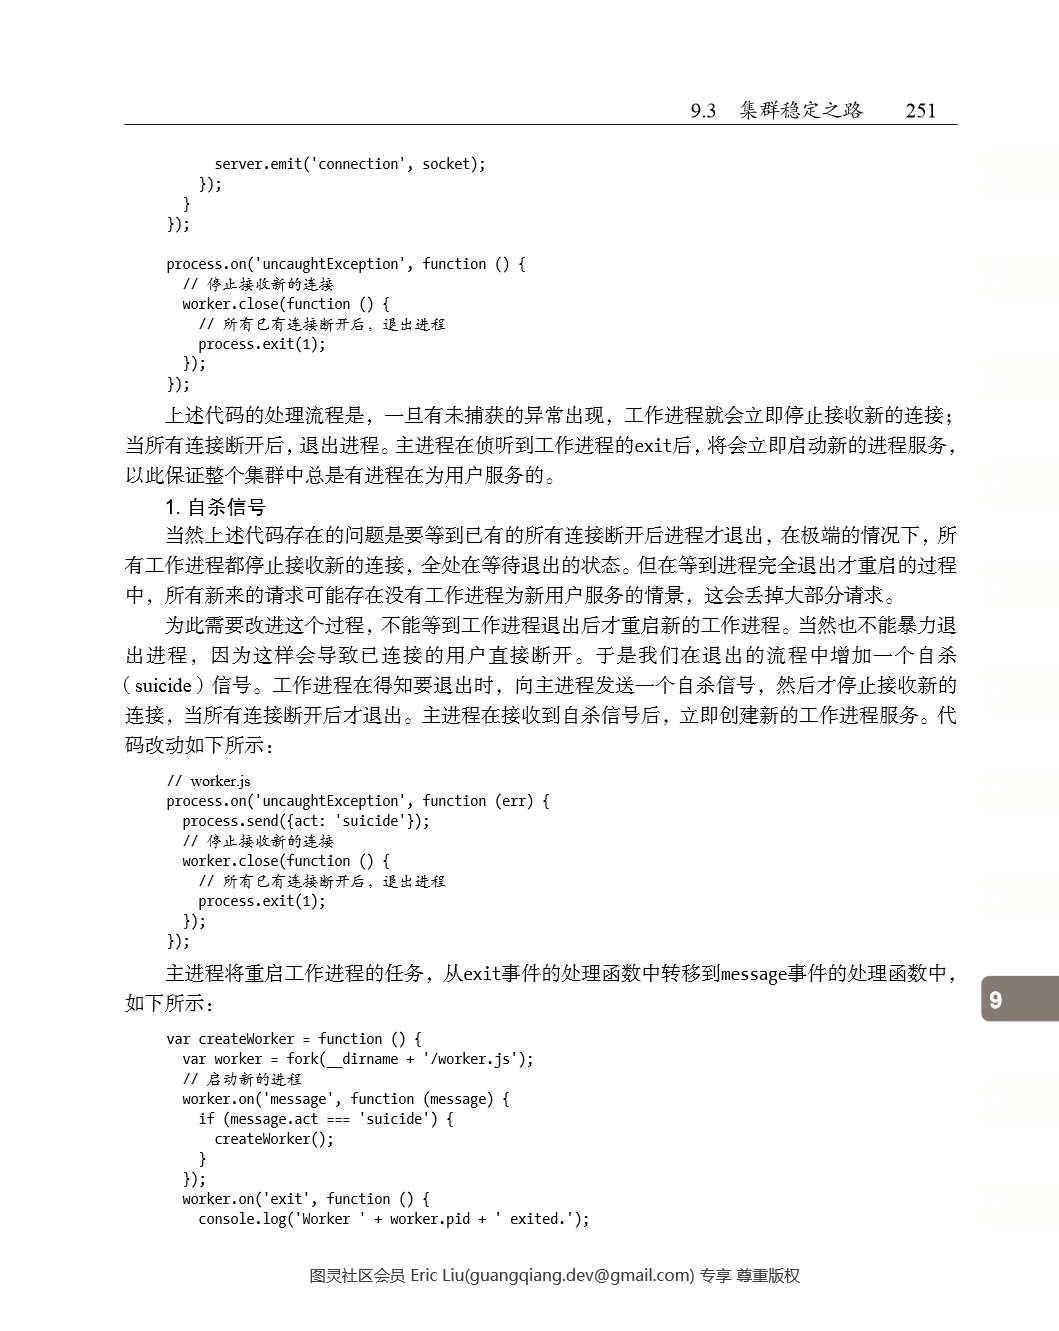 9.3 集群稳定之路 251
server.emit('connection', socket);
});
}
});
process.on('uncaughtException', function () {
// 停止接收新的连接
worker.close(function () {
// 所有已有连接断开后，退出进程
process.exit(1);
});
});
上述代码的处理流程是，一旦有未捕获的异常出现，工作进程就会立即停止接收新的连接；
当所有连接断开后，退出进程。主进程在侦听到工作进程的exit后，将会立即启动新的进程服务，
以此保证整个集群中总是有进程在为用户服务的。
1. 自杀信号
当然上述代码存在的问题是要等到已有的所有连接断开后进程才退出，在极端的情况下，所
有工作进程都停止接收新的连接，全处在等待退出的状态。但在等到进程完全退出才重启的过程
中，所有新来的请求可能存在没有工作进程为新用户服务的情景，这会丢掉大部分请求。
为此需要改进这个过程，不能等到工作进程退出后才重启新的工作进程。当然也不能暴力退
出进程，因为这样会导致已连接的用户直接断开。于是我们在退出的流程中增加一个自杀
（suicide）信号。工作进程在得知要退出时，向主进程发送一个自杀信号，然后才停止接收新的
连接，当所有连接断开后才退出。主进程在接收到自杀信号后，立即创建新的工作进程服务。代
码改动如下所示：
// worker.js
process.on('uncaughtException', function (err) {
process.send({act: 'suicide'});
// 停止接收新的连接
worker.close(function () {
// 所有已有连接断开后，退出进程
process.exit(1);
});
});
主进程将重启工作进程的任务，从exit事件的处理函数中转移到message事件的处理函数中，
如下所示：
9
var createWorker = function () {
var worker = fork(__dirname + '/worker.js');
// 启动新的进程
worker.on('message', function (message) {
if (message.act === 'suicide') {
createWorker();
}
});
worker.on('exit', function () {
console.log('Worker ' + worker.pid + ' exited.');
图灵社区会员 Eric Liu(guangqiang.dev@gmail.com) 专享 尊重版权